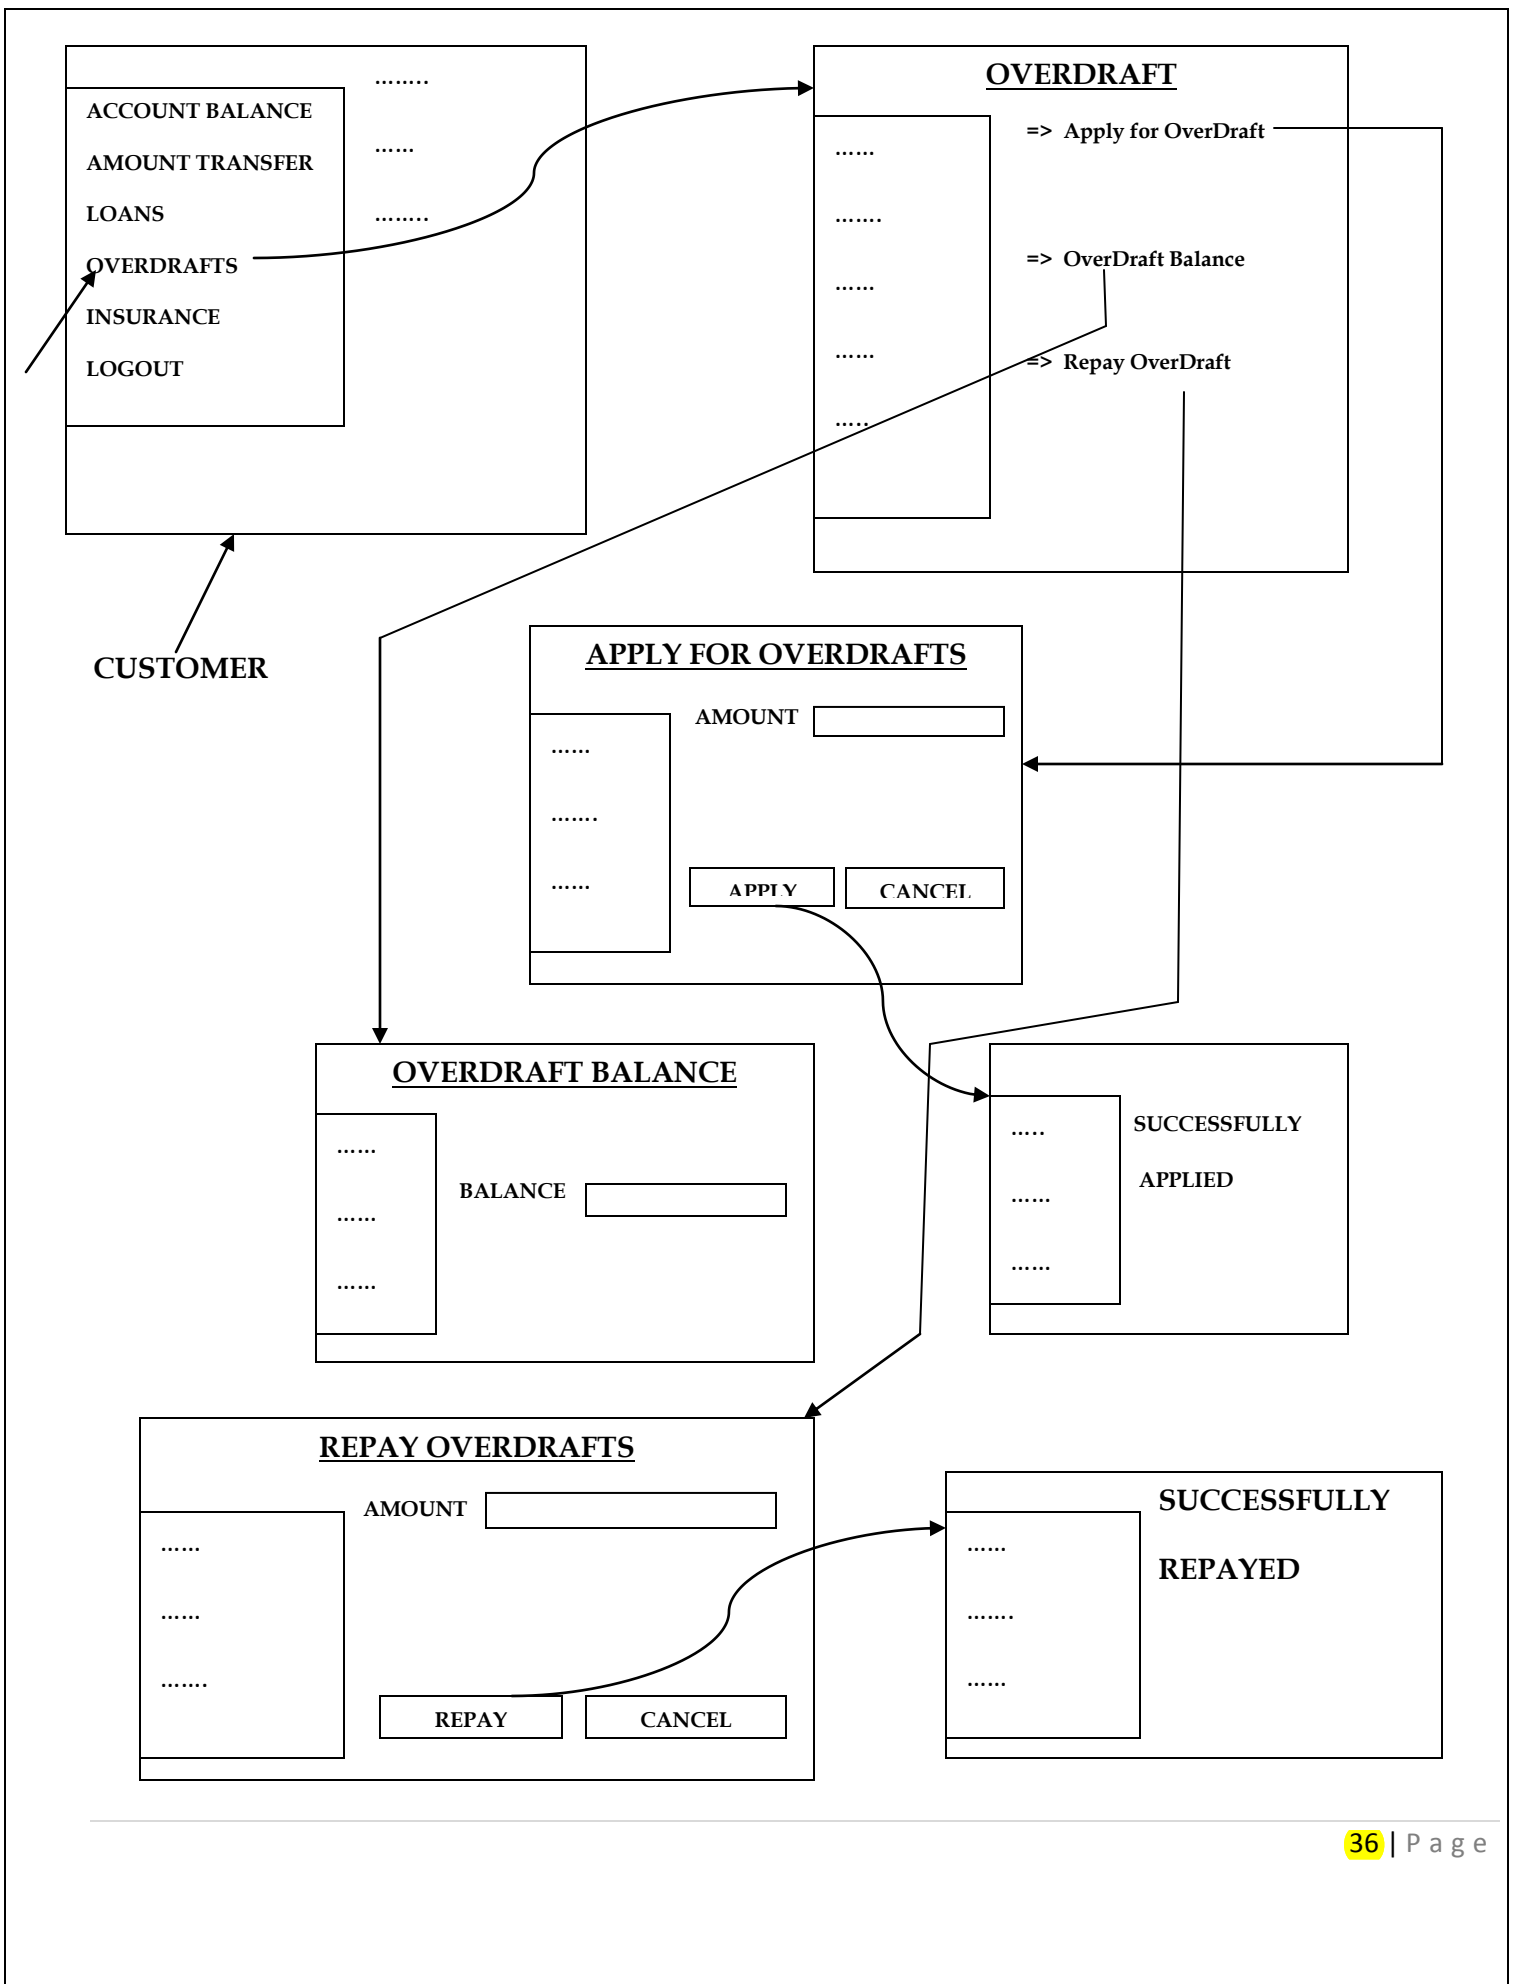 ……..
ACCOUNT BALANCE
……
AMOUNT TRANSFER
LOANS
……..
OVERDRAFTS
INSURANCE
LOGOUT
CUSTOMER
OVERDRAFT
=> Apply for OverDraft
……
…….
=> OverDraft Balance
……
……
=> Repay OverDraft
…..
APPLY FOR OVERDRAFTS
AMOUNT
……
…….
……
APPLY
CANCEL
OVERDRAFT BALANCE
……
BALANCE
……
……
…..
SUCCESSFULLY
APPLIED
……
……
REPAY OVERDRAFTS
AMOUNT
……
……
…….
REPAY
CANCEL
SUCCESSFULLY
……
REPAYED
…….
……
36 | Page